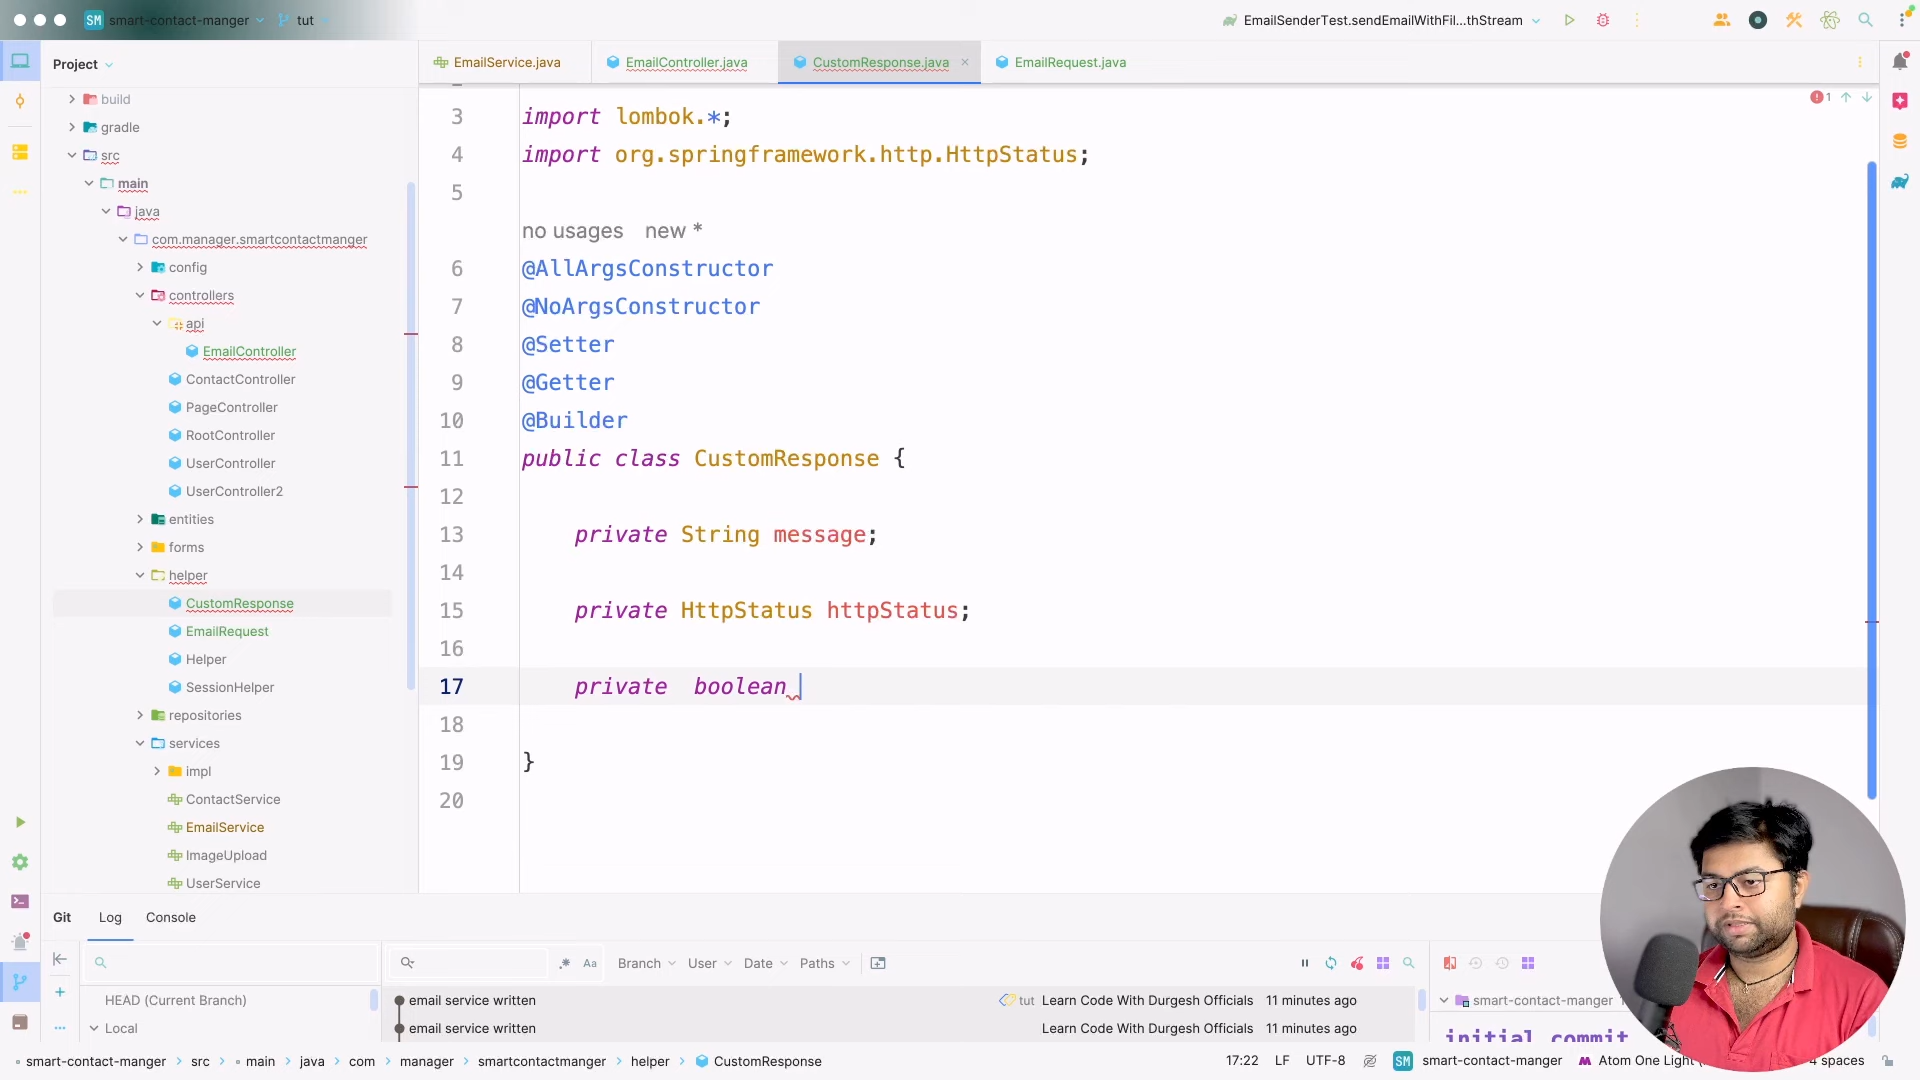 SM smart-contact-manger tut
EmailSenderTest.sendEmailWithFil...thStream
Project
build
gradle
src
main
java
com.manager.smartcontactmanger
config
controllers
api
EmailController
ContactController
PageController
RootController
UserController
UserController2
entities
forms
helper
CustomResponse
EmailRequest
Helper
SessionHelper
repositories
services
impl
ContactService
EmailService
ImageUpload
UserService
EmailService.java
EmailController.java
CustomResponse.java
EmailRequest.java
1
3 import lombok.*;
4 import org.springframework.http.HttpStatus;
5
no usages new *
6 @AllArgsConstructor
7 @NoArgsConstructor
8 @Setter
9 @Getter
10 @Builder
11 public class CustomResponse {
12
13 private String message;
14
15 private HttpStatus httpStatus;
16
17 private  boolean
18
19 }
20
Git Log Console
Branch User Date Paths
HEAD (Current Branch)
Local
email service written tut Learn Code With Durgesh Officials 11 minutes ago
email service written Learn Code With Durgesh Officials 11 minutes ago
smart-contact-manger
initial commit
smart-contact-manger > src > main > java > com > manager > smartcontactmanger > helper > CustomResponse
17:22 LF UTF-8 SM smart-contact-manger Atom One Light 4 spaces